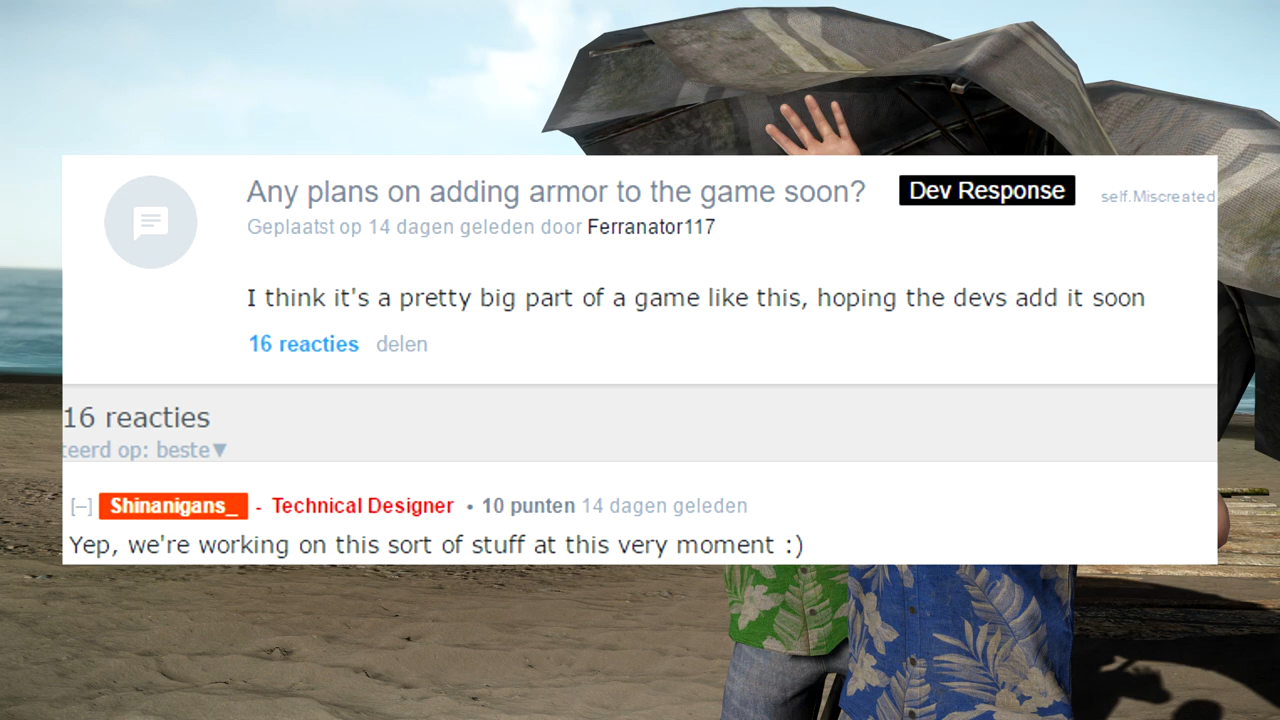 Any plans on adding armor to the game soon? Dev Response self.Miscreated
Geplaatst op 14 dagen geleden door Ferranator117
I think it's a pretty big part of a game like this, hoping the devs add it soon
16 reacties delen
16 reacties
teerd op: beste▼
[–] Shinanigans_ - Technical Designer • 10 punten 14 dagen geleden
Yep, we're working on this sort of stuff at this very moment :)